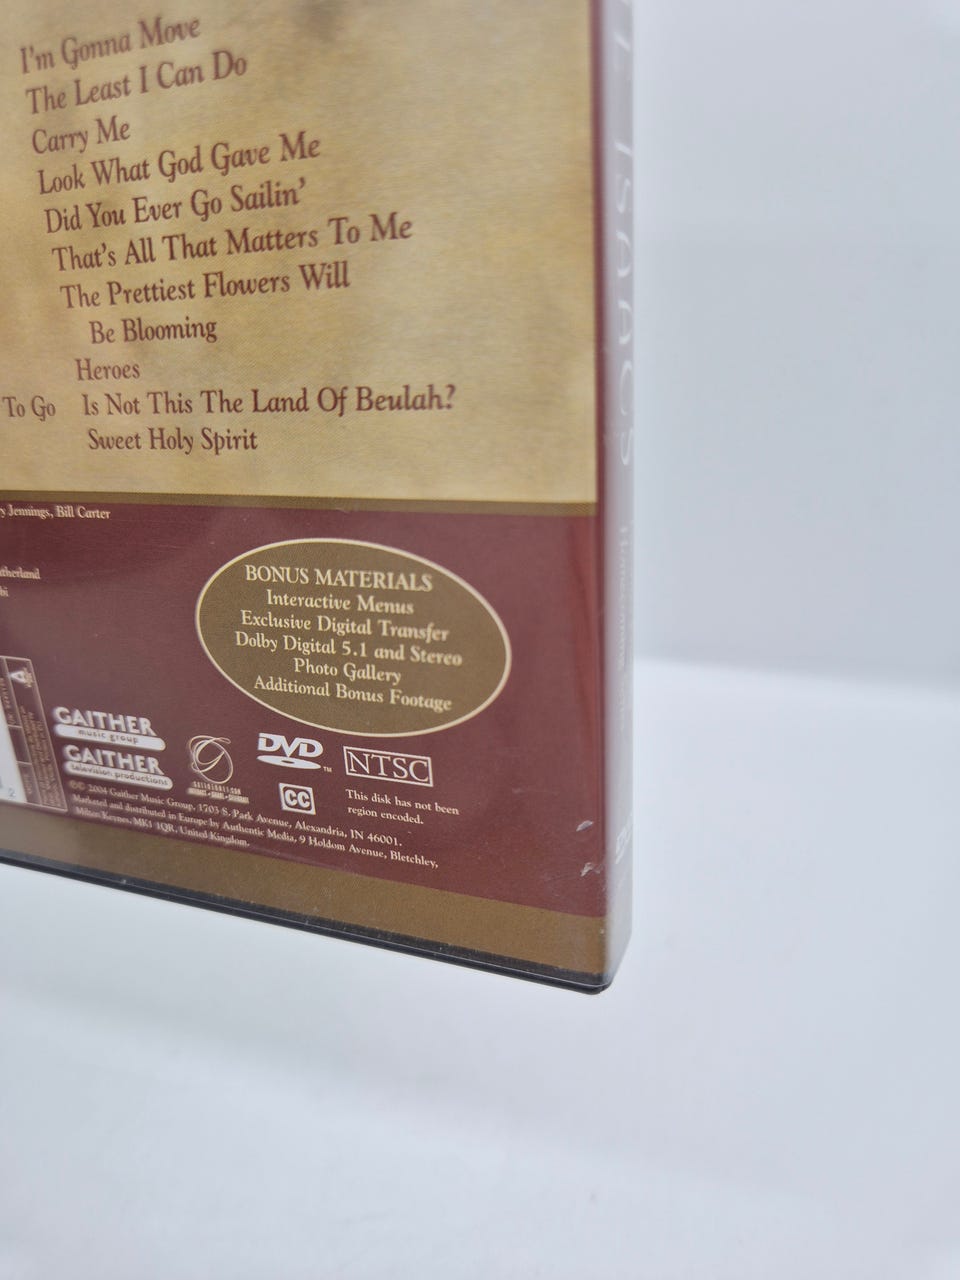 I'm Gonna Move
The Least I Can Do
Carry Me
Look What God Gave Me
Did You Ever Go Sailin'
That's All That Matters To Me
The Prettiest Flowers Will
Be Blooming
Heroes
To Go
Is Not This The Land Of Beulah?
Sweet Holy Spirit
Jennings, Bill Carter
BONUS MATERIALS
Interactive Menus
Exclusive Digital Transfer
Dolby Digital 5.1 and Stereo
Photo Gallery
Additional Bonus Footage
GAITHER
music group
GAITHER
television productions
DVD
TM
NTSC
CC
This disk has not been
region encoded.
2004 Gaither Music Group, 1703 S. Park Avenue, Alexandria, IN 46001.
Marketed and distributed in Europe by Authentic Media, 9 Holdom Avenue, Bletchley,
Milton Keynes, MK1 1QR, United Kingdom.
ISAACS